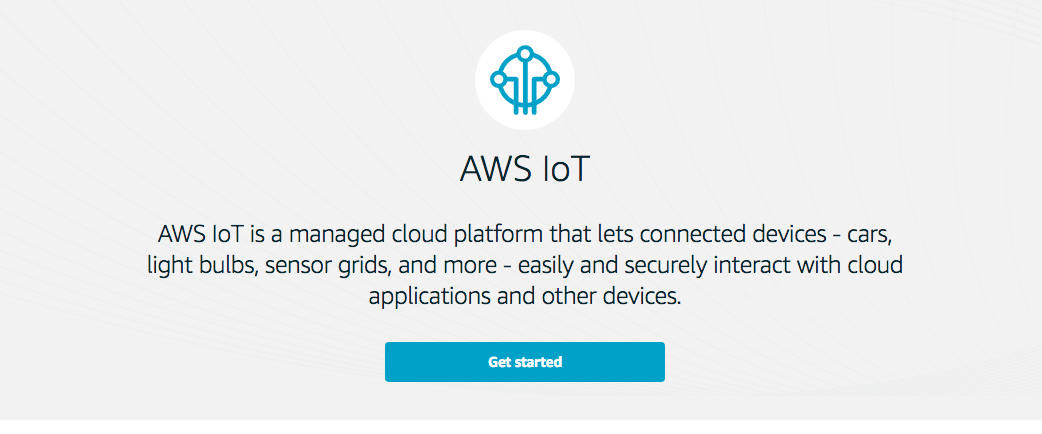 AWS IoT
AWS IoT is a managed cloud platform that lets connected devices - cars,
light bulbs, sensor grids, and more - easily and securely interact with cloud
applications and other devices.
Get started